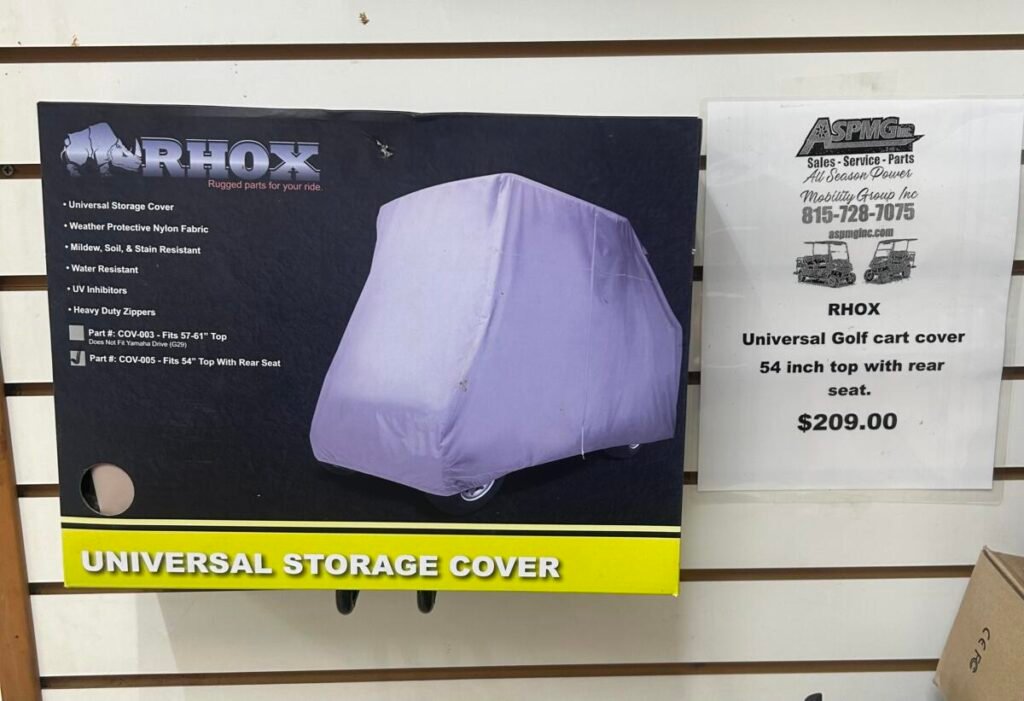 RHOX
Rugged parts for your ride.
• Universal Storage Cover
• Weather Protective Nylon Fabric
• Mildew, Soil, & Stain Resistant
• Water Resistant
• UV Inhibitors
• Heavy Duty Zippers
Part #: COV-003 - Fits 57-61" Top
Does Not Fit Yamaha Drive (G29)
Part #: COV-005 - Fits 54" Top With Rear Seat
UNIVERSAL STORAGE COVER
ASPMG INC.
Sales - Service - Parts
All Season Power
Mobility Group Inc
815-728-7075
aspmginc.com
RHOX
Universal Golf cart cover
54 inch top with rear
seat.
$209.00